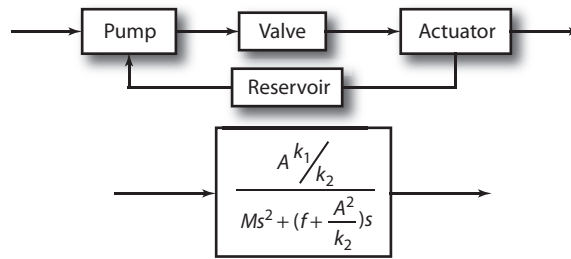 Pump Valve Actuator
Reservoir
A k₁/k₂
Ms² + (f + A²/k₂)s